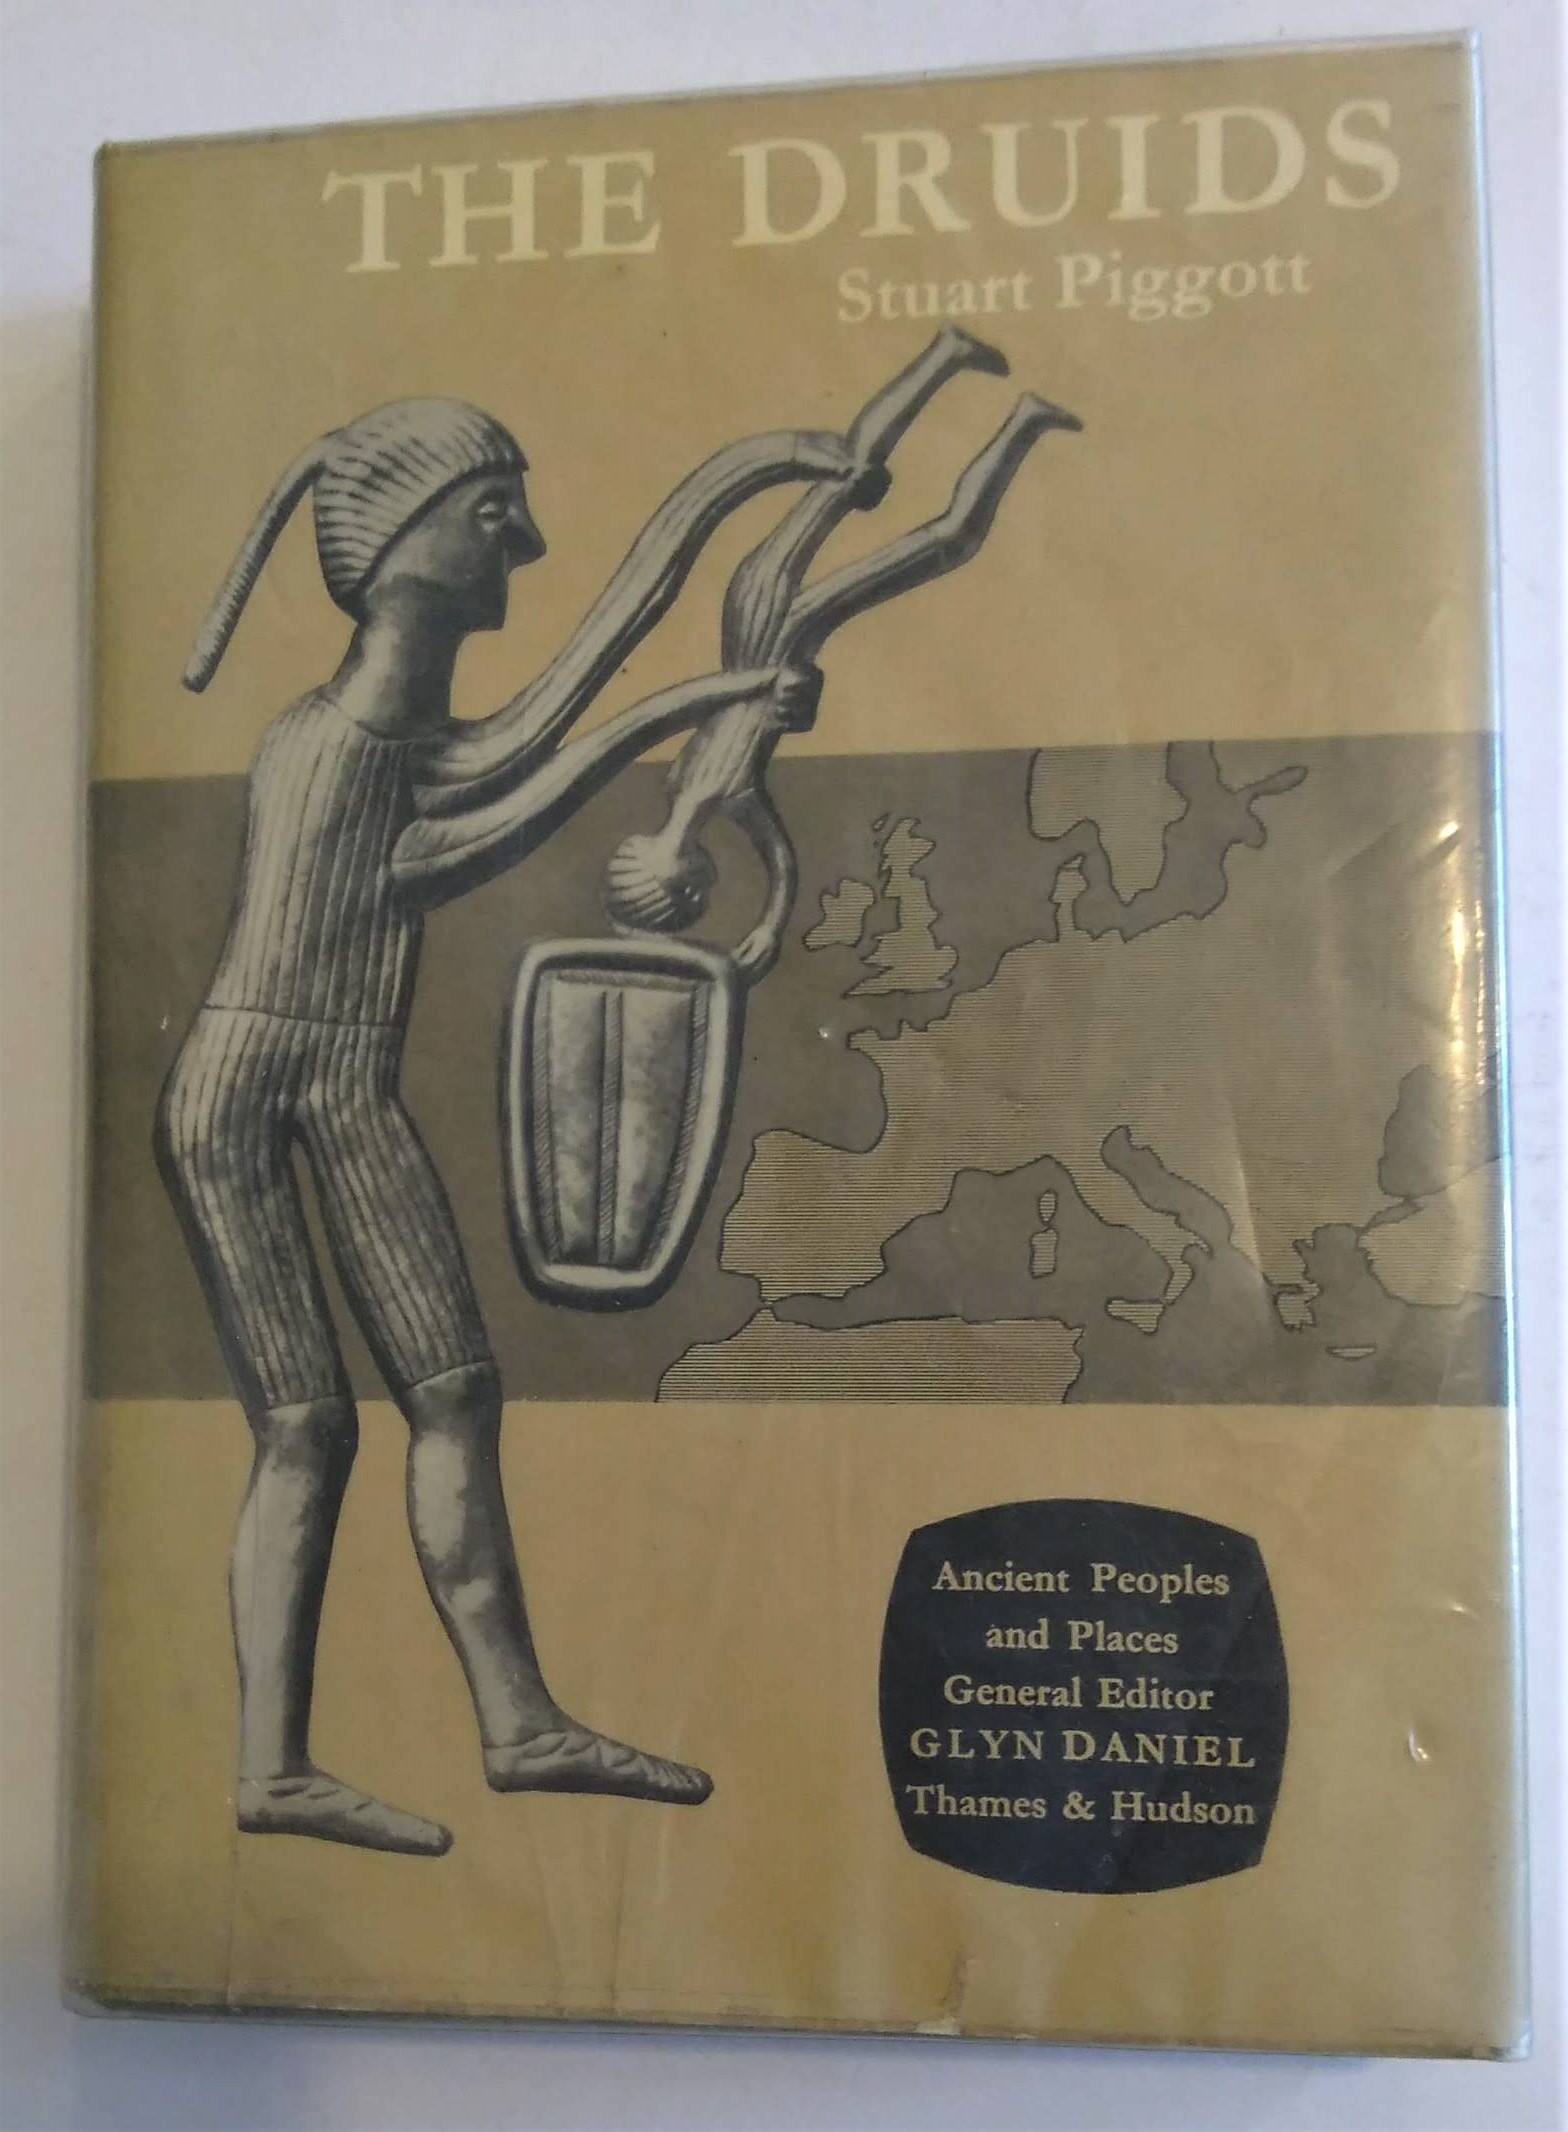 THE DRUIDS
Stuart Piggott
Ancient Peoples
and Places
General Editor
GLYN DANIEL
Thames & Hudson